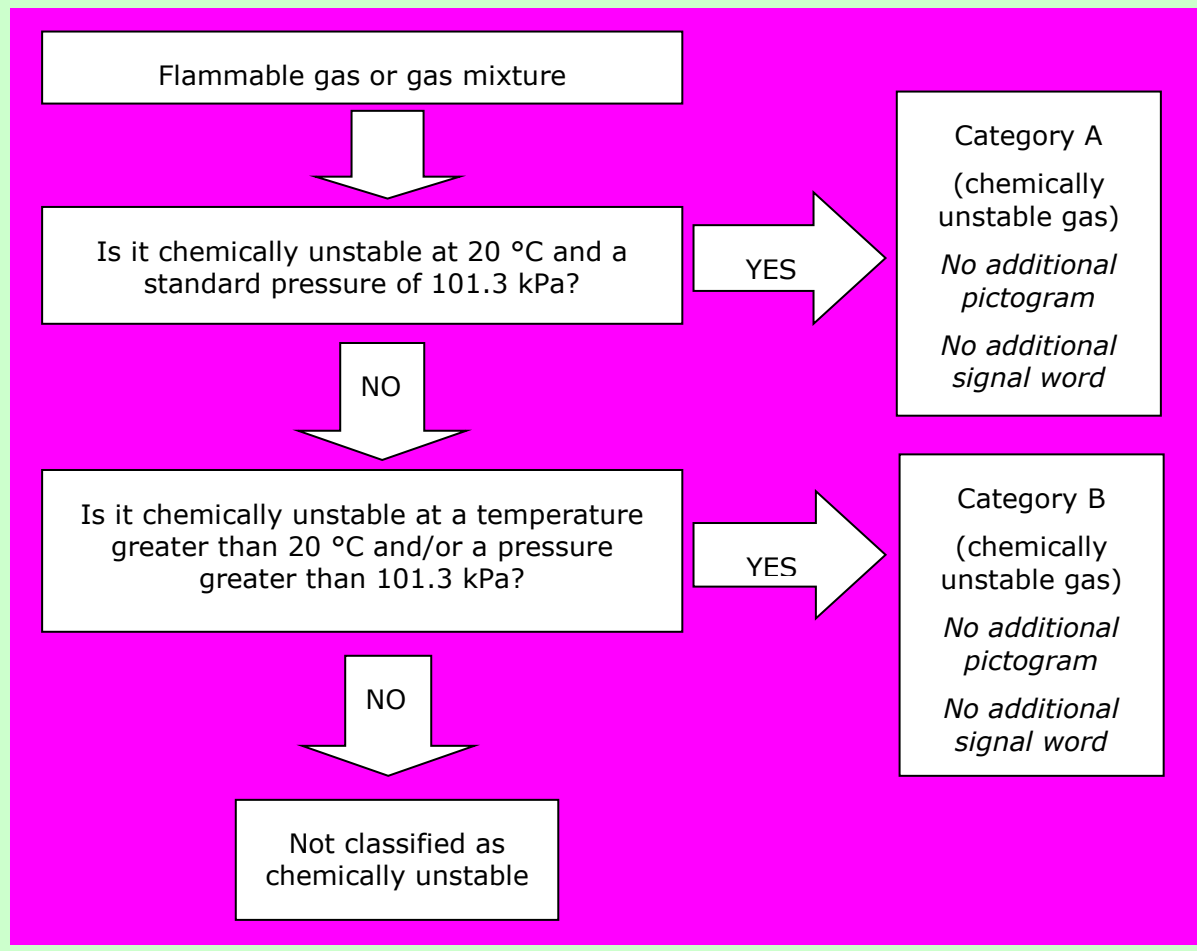 Flammable gas or gas mixture
Is it chemically unstable at 20 °C and a
standard pressure of 101.3 kPa?
YES
Category A
(chemically
unstable gas)
No additional
pictogram
No additional
signal word
NO
Is it chemically unstable at a temperature
greater than 20 °C and/or a pressure
greater than 101.3 kPa?
YES
Category B
(chemically
unstable gas)
No additional
pictogram
No additional
signal word
NO
Not classified as
chemically unstable